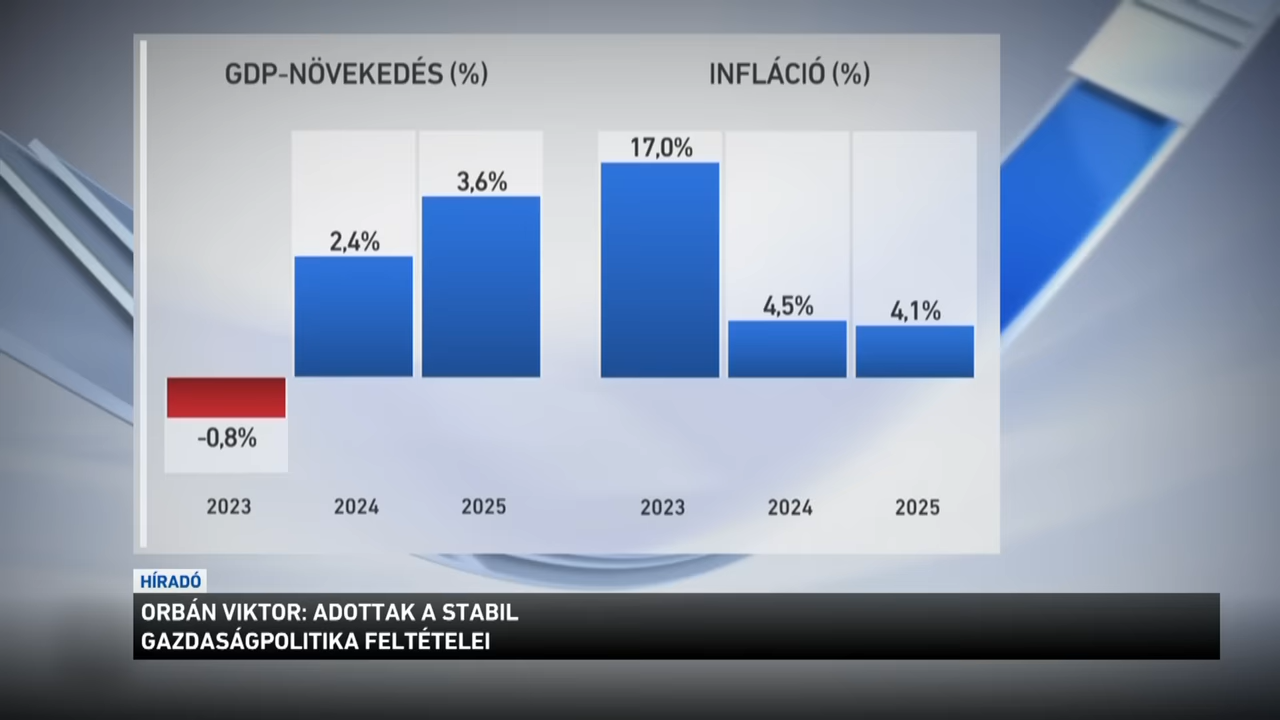 GDP-NÖVEKEDÉS (%)
-0,8%
2,4%
3,6%
2023
2024
2025
INFLÁCIÓ (%)
17,0%
4,5%
4,1%
2023
2024
2025
HÍRADÓ
ORBÁN VIKTOR: ADOTTAK A STABIL
GAZDASÁGPOLITIKA FELTÉTELEI